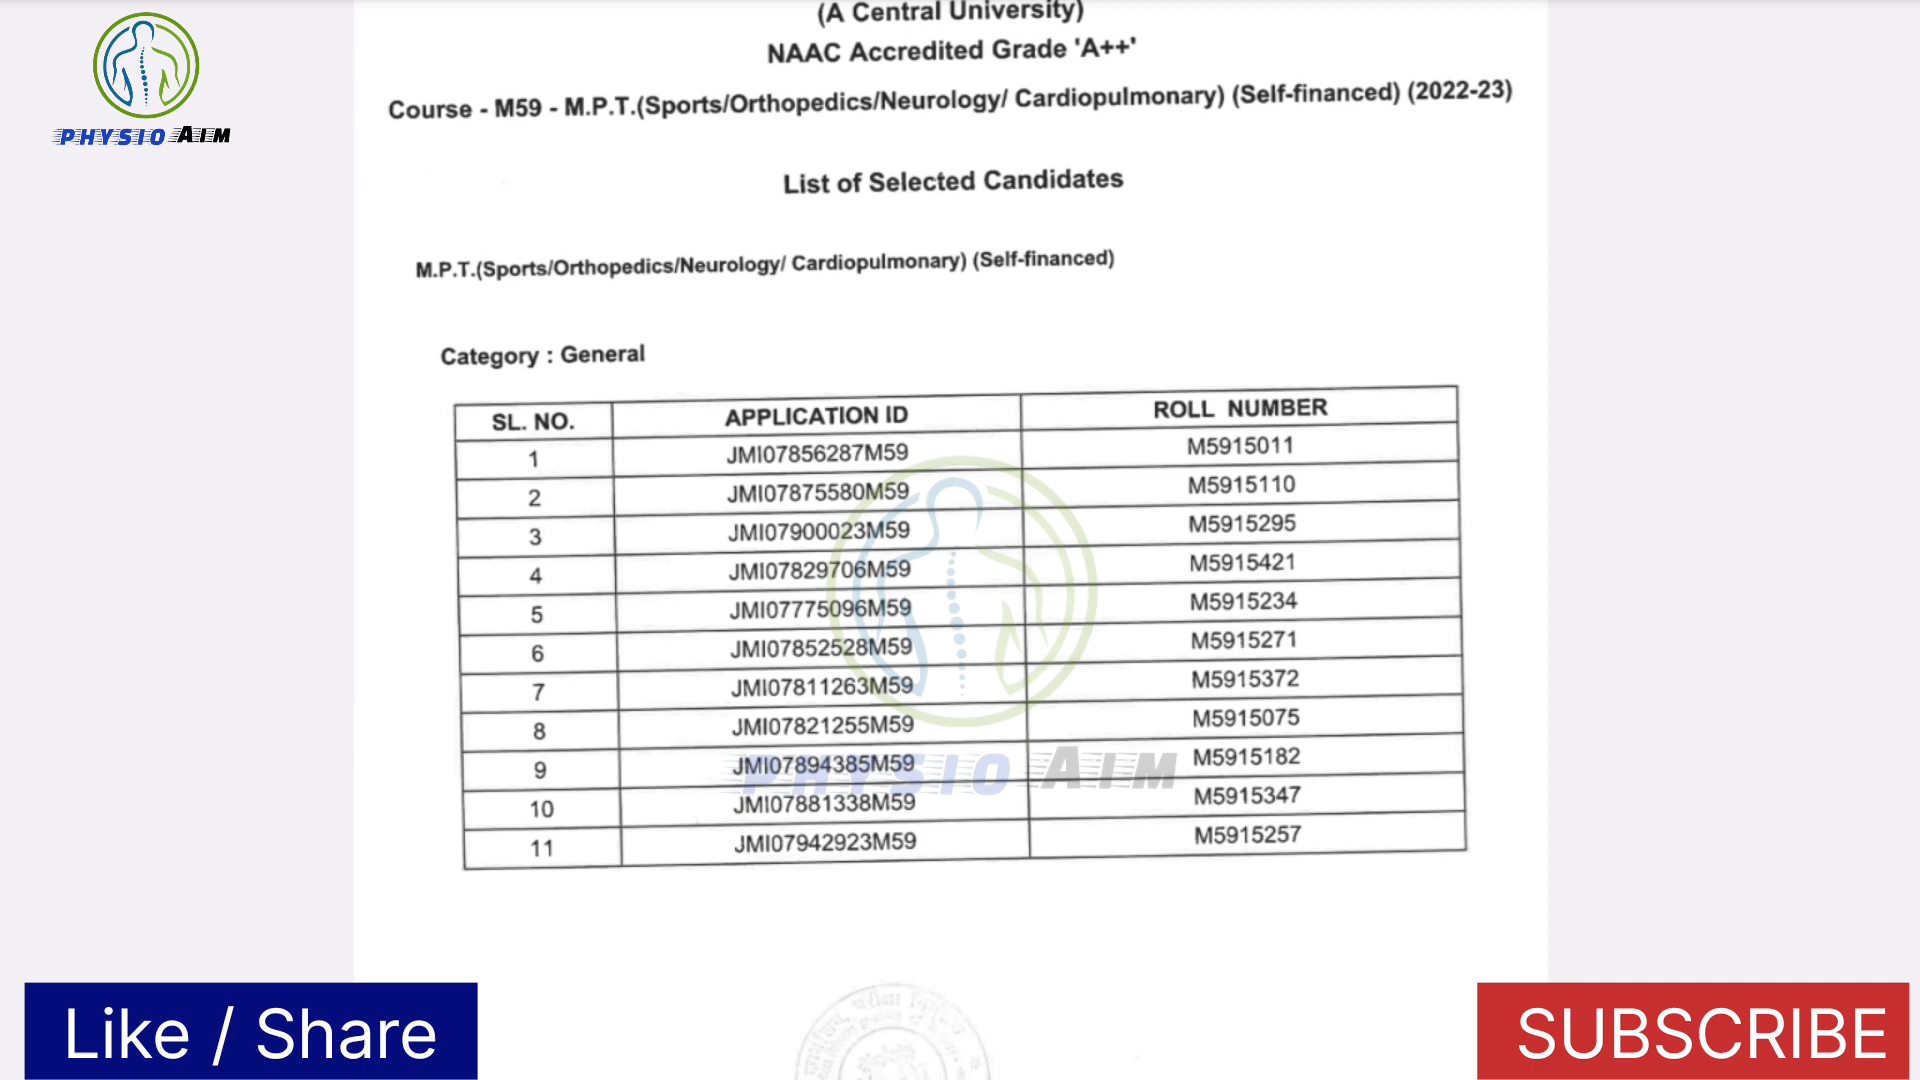 (A Central University)
NAAC Accredited Grade 'A++'
Course - M59 - M.P.T.(Sports/Orthopedics/Neurology/ Cardiopulmonary) (Self-financed) (2022-23)
PHYSIO AIM
List of Selected Candidates
M.P.T.(Sports/Orthopedics/Neurology/ Cardiopulmonary) (Self-financed)
Category : General
SL. NO. APPLICATION ID ROLL NUMBER
1 JMI07856287M59 M5915011
2 JMI07875580M59 M5915110
3 JMI07900023M59 M5915295
4 JMI07829706M59 M5915421
5 JMI07775096M59 M5915234
6 JMI07852528M59 M5915271
7 JMI07811263M59 M5915372
8 JMI07821255M59 M5915075
9 JMI07894385M59 M5915182
PHYSIO AIM
10 JMI07881338M59 M5915347
11 JMI07942923M59 M5915257
Like / Share
SUBSCRIBE